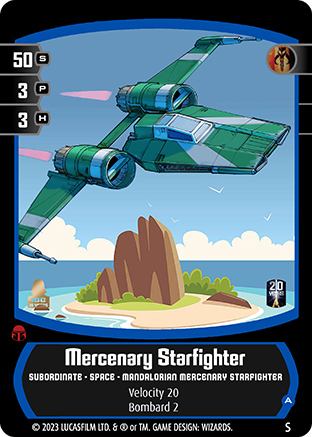 50 S
3 P
3 H
20
Mercenary Starfighter
SUBORDINATE • SPACE • MANDALORIAN MERCENARY STARFIGHTER
Velocity 20
Bombard 2
A
© 2023 LUCASFILM LTD. & ® or TM. GAME DESIGN: WIZARDS.
S